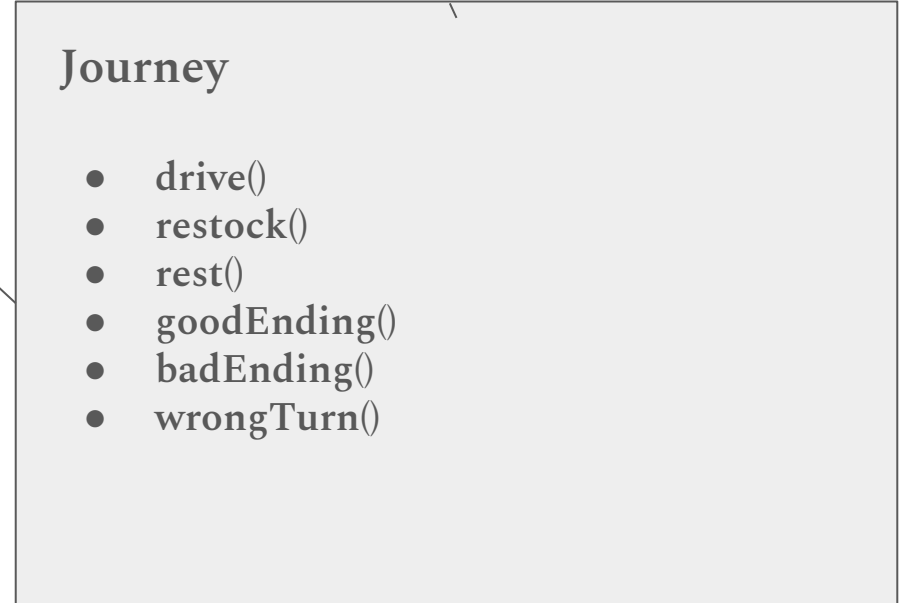 Journey
● drive()
● restock()
● rest()
● goodEnding()
● badEnding()
● wrongTurn()